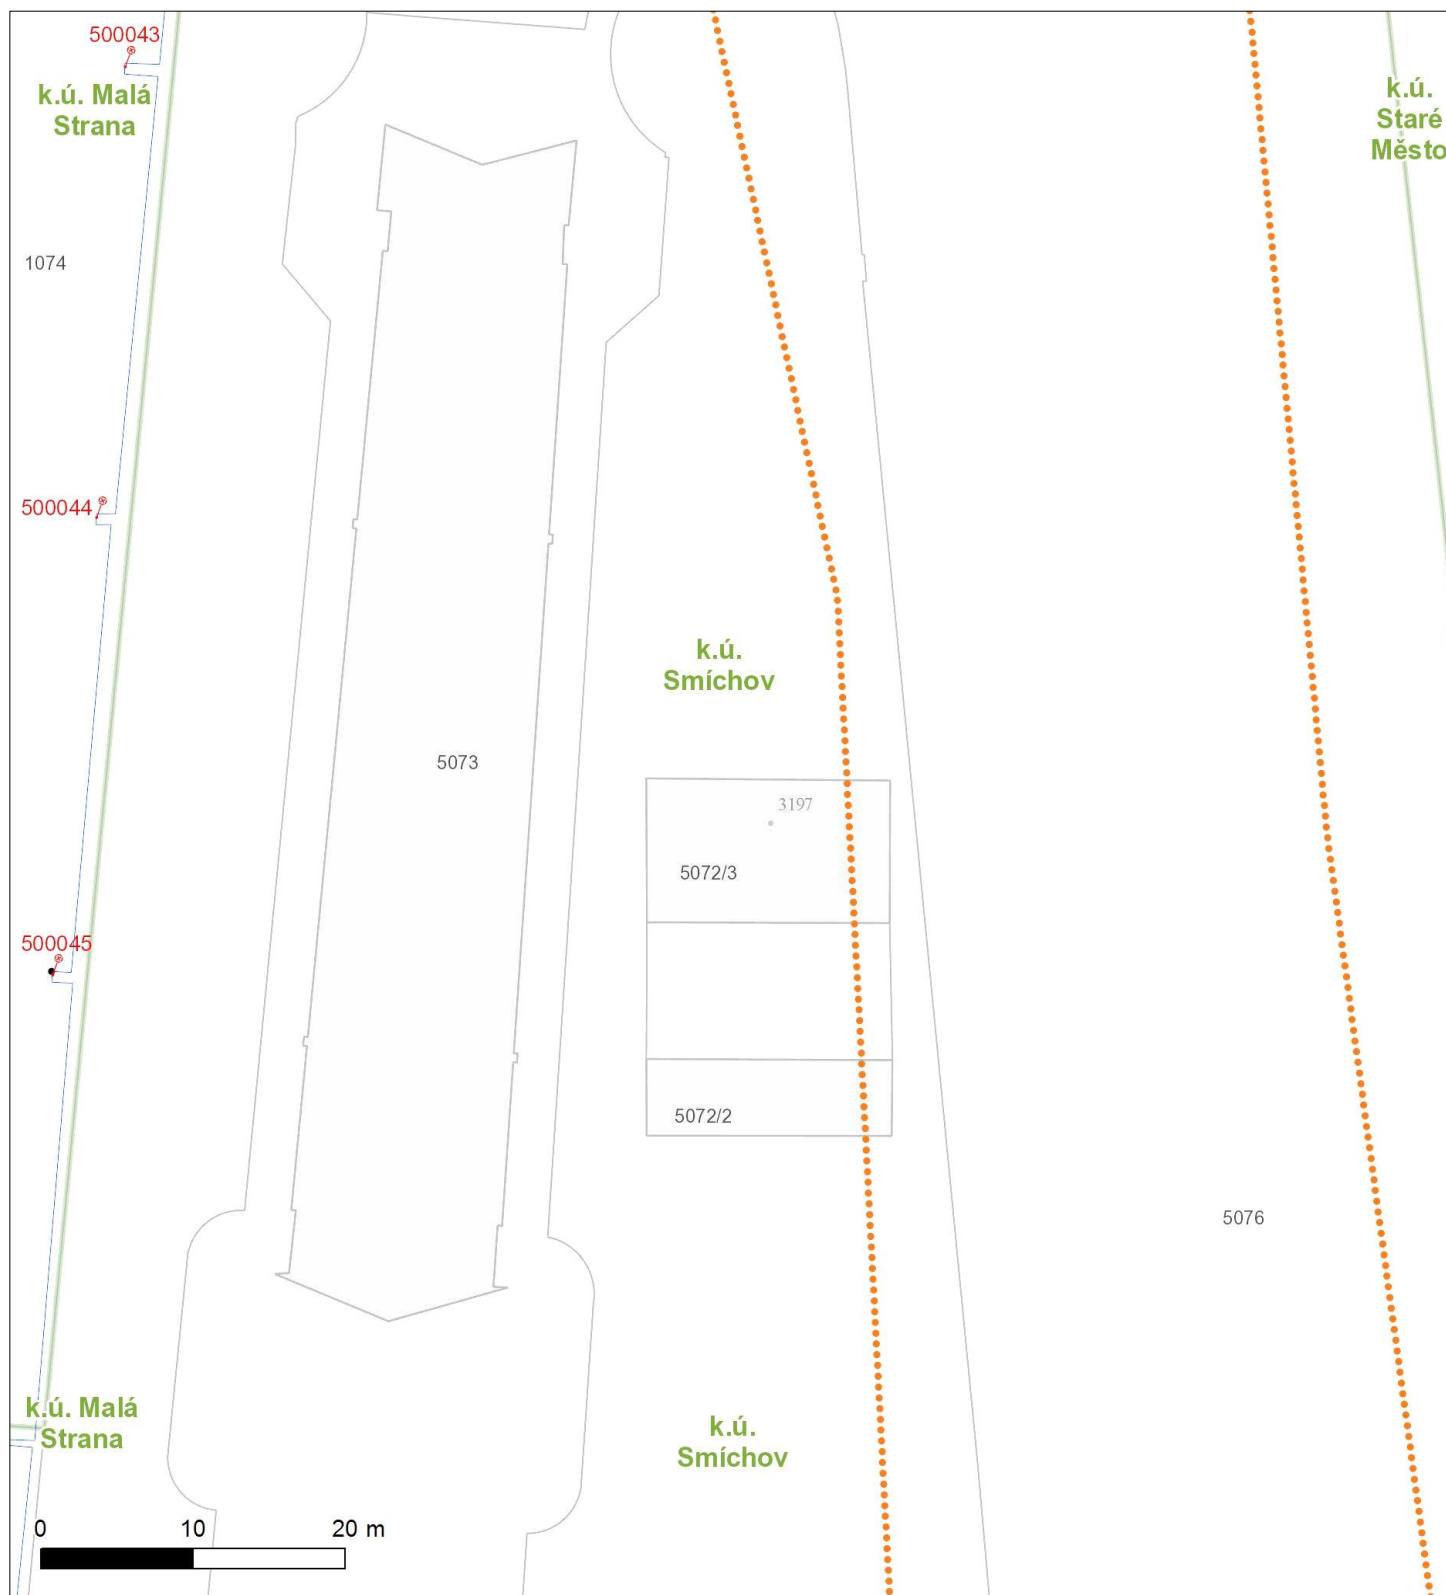 500043
k.ú. Malá
Strana
k.ú.
Staré
Město
1074
500044
k.ú.
Smíchov
5073
3197
5072/3
500045
5072/2
5076
k.ú. Malá
Strana
k.ú.
Smíchov
0 10 20 m